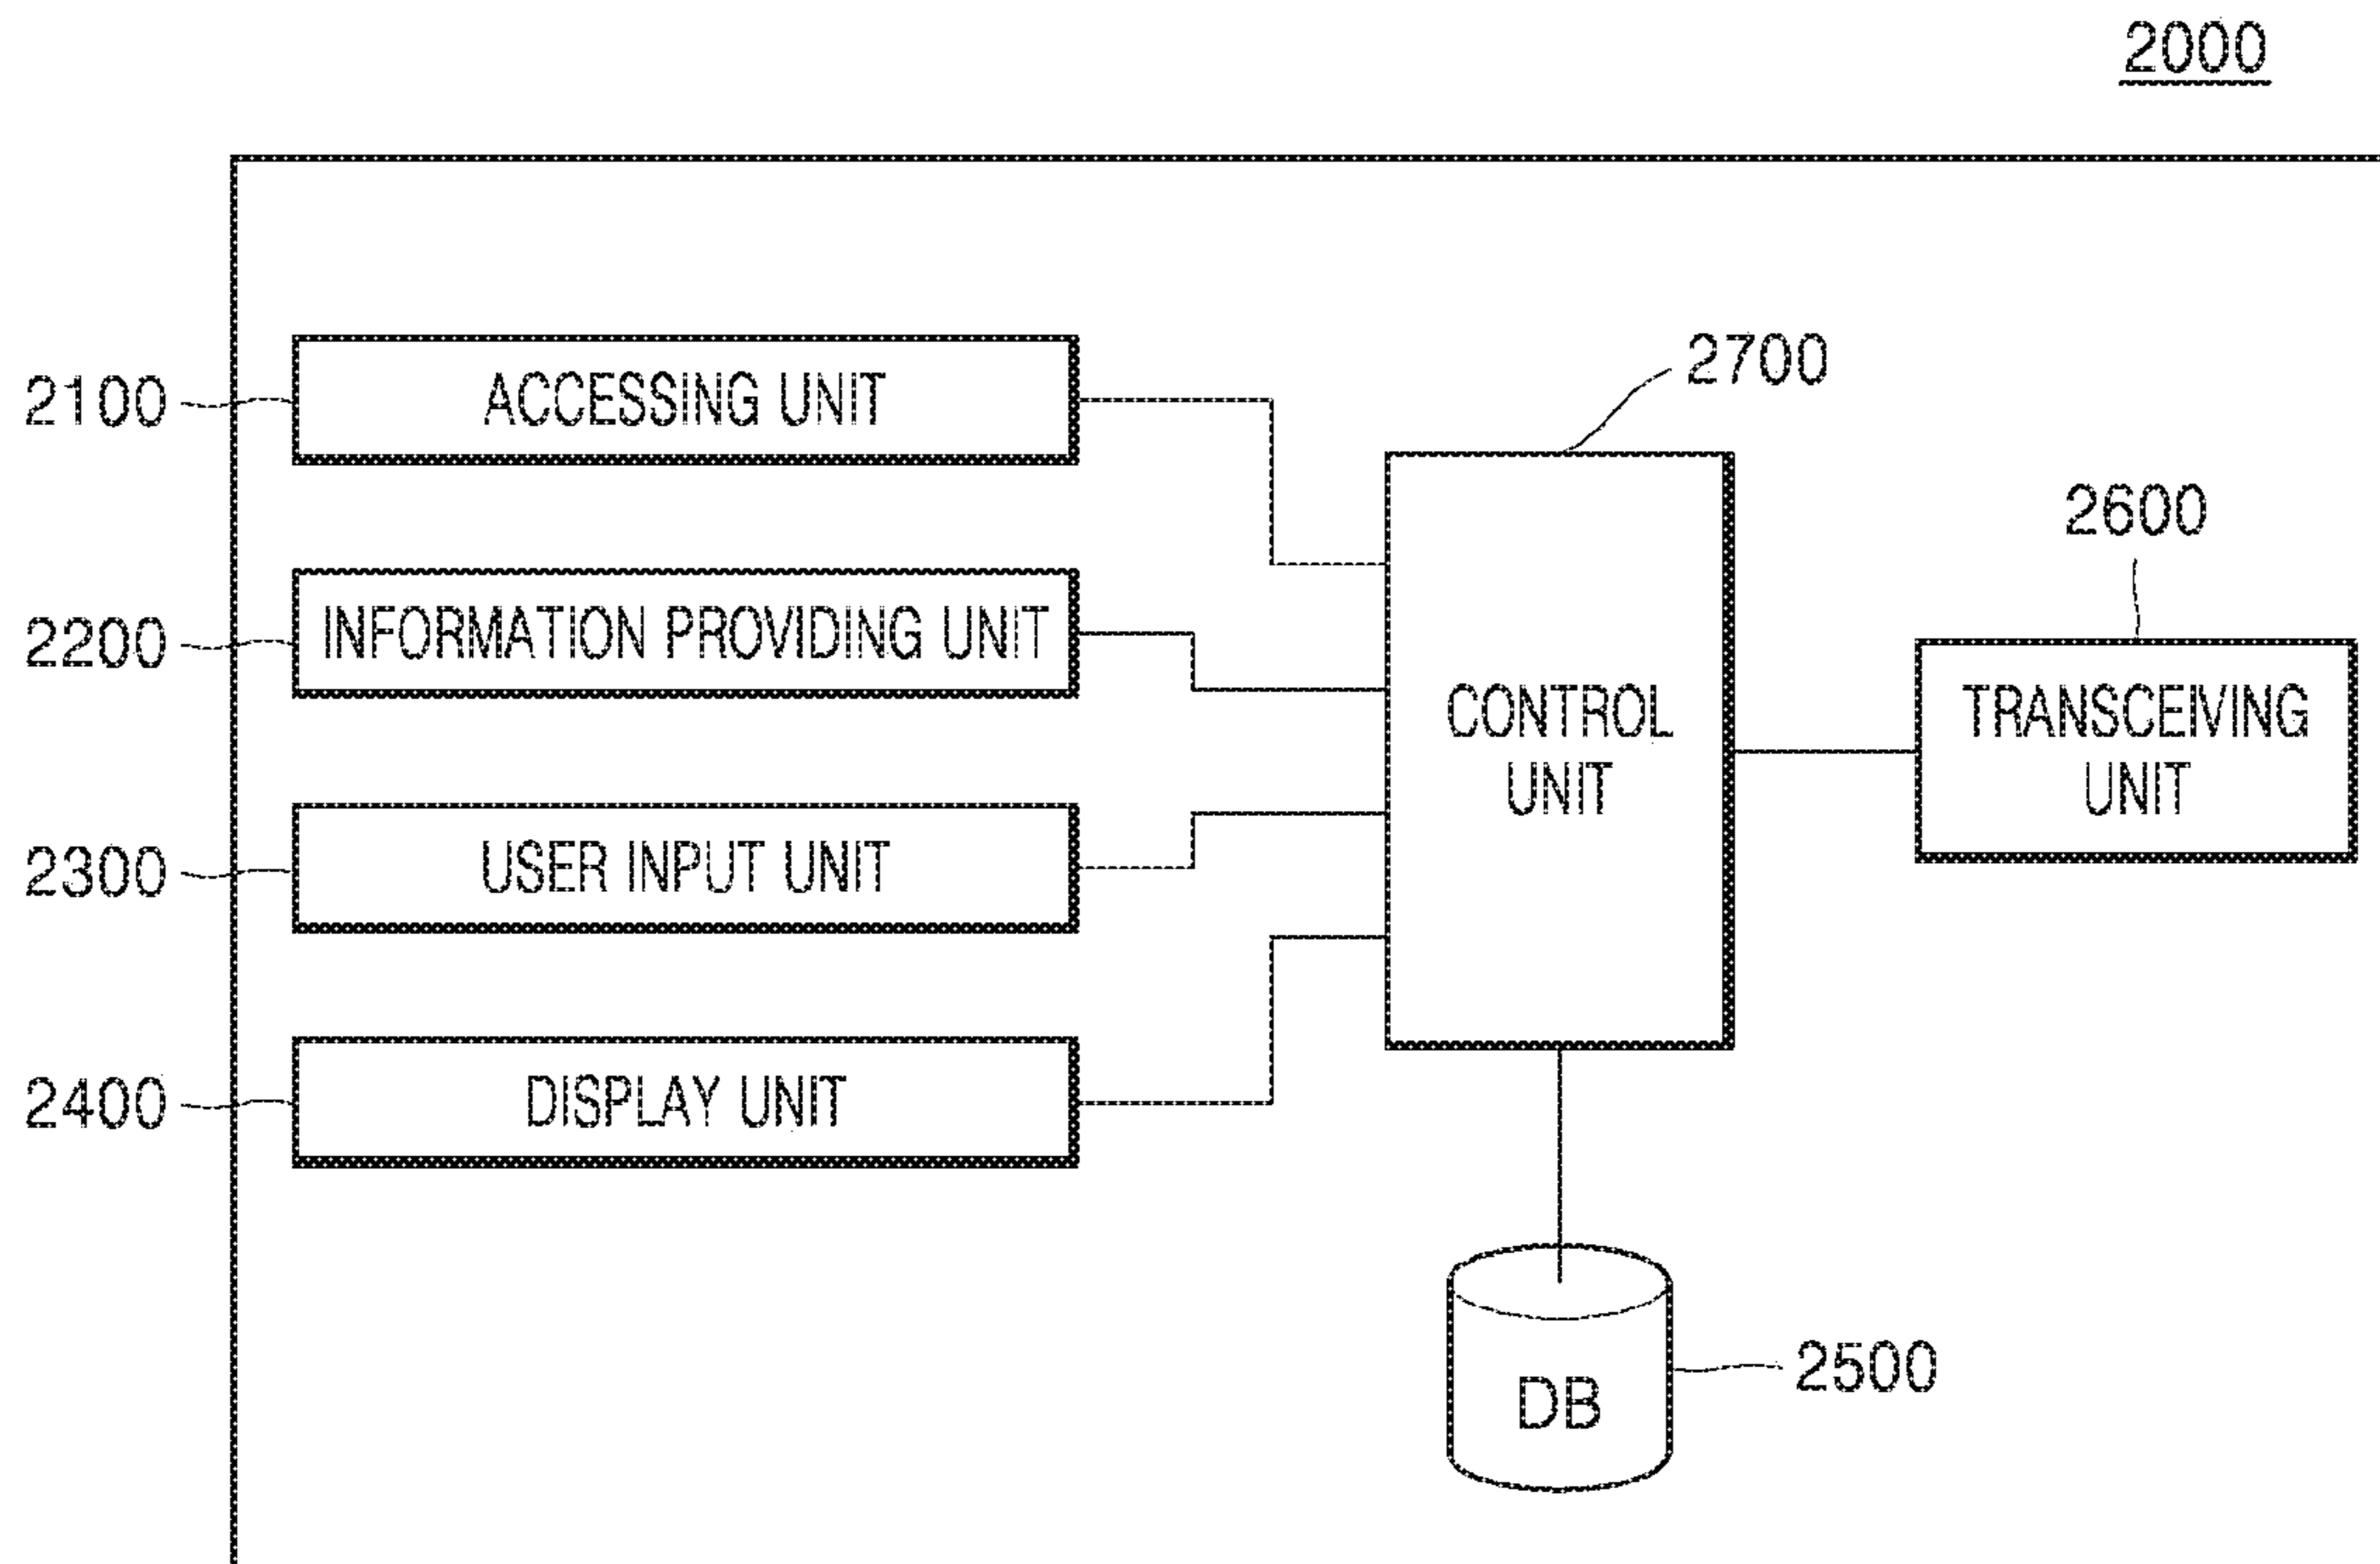 2000
2100
ACCESSING UNIT
2700
2600
2200
INFORMATION PROVIDING UNIT
CONTROL
UNIT
TRANSCEIVING
UNIT
2300
USER INPUT UNIT
2400
DISPLAY UNIT
2500
DB